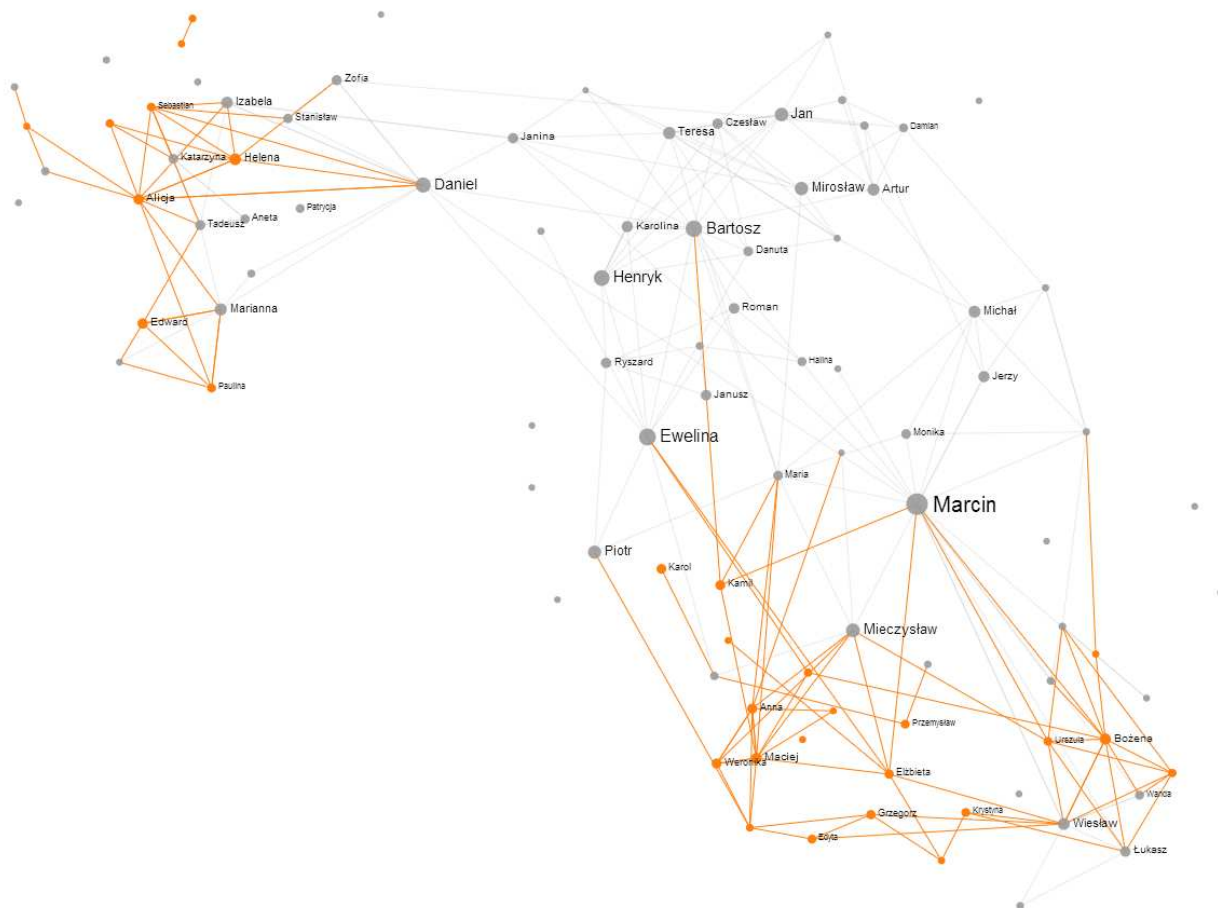 Zofia
Izabela
Sebastian
Stanisław
Jan
Czesław
Damian
Teresa
Janina
Katarzyna
Helena
Daniel
Mirosław
Artur
Alicja
Patrycja
Aneta
Tadeusz
Karolina
Bartosz
Danuta
Henryk
Marianna
Roman
Michał
Edward
Ryszard
Halina
Jerzy
Paulina
Janusz
Ewelina
Monika
Maria
Marcin
Piotr
Karol
Kamil
Mieczysław
Anna
Przemysław
Urszula
Bożena
Maciej
Weronika
Elżbieta
Wanda
Grzegorz
Krystyna
Wiesław
Edyta
Łukasz